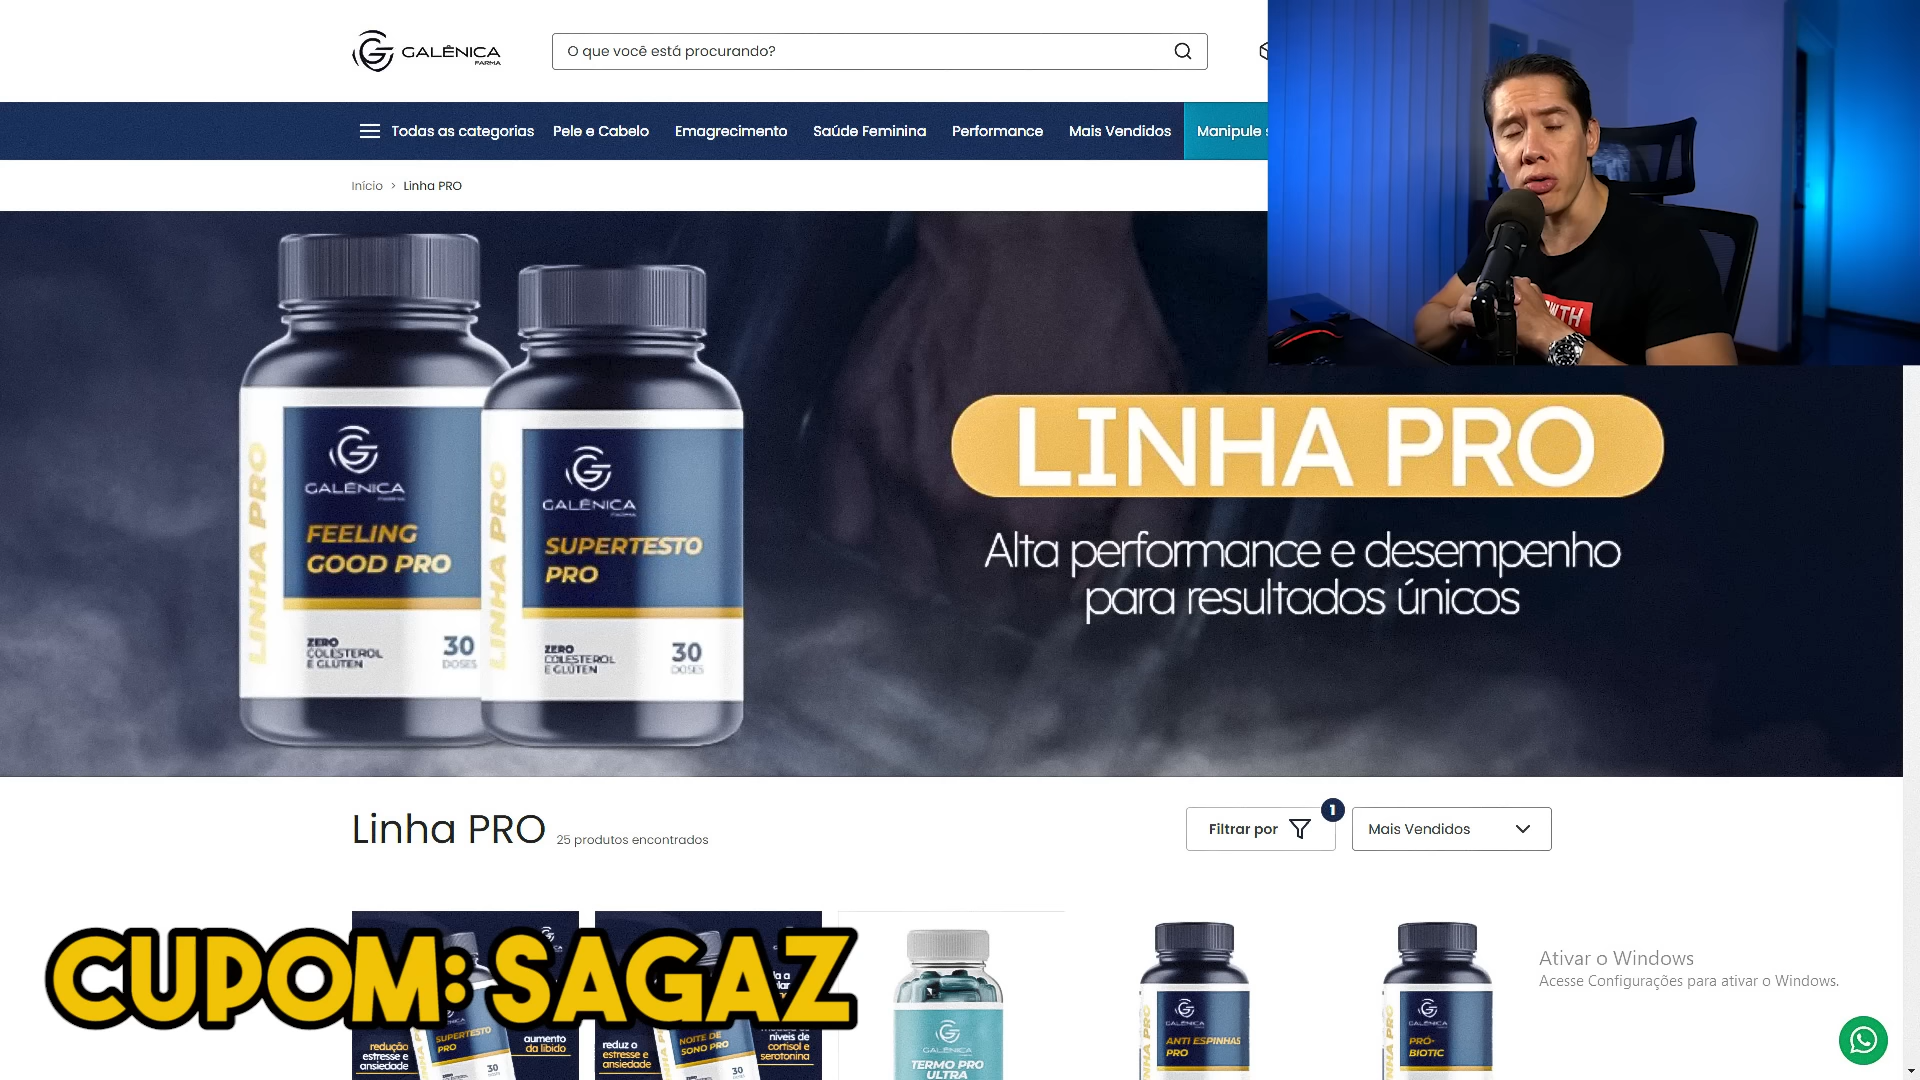 GALÊNICA
FARMA
O que você está procurando?
Todas as categorias
Pele e Cabelo
Emagrecimento
Saúde Feminina
Performance
Mais Vendidos
Manipule
Início > Linha PRO
LINHA PRO
GALÊNICA
FEELING
GOOD PRO
ZERO
COLESTEROL
E GLÚTEN
30
DOSES
LINHA PRO
GALÊNICA
FARMA
SUPERTESTO
PRO
ZERO
COLESTEROL
E GLÚTEN
30
DOSES
LINHA PRO
Alta performance e desempenho
para resultados únicos
Linha PRO
25 produtos encontrados
Filtrar por
1
Mais Vendidos
CUPOM: SAGAZ
redução
estresse e
ansiedade
SUPERTESTO
PRO
30
aumento
da libido
reduz o
estresse e
ansiedade
NOITE DE
SONO PRO
30
níveis de
cortisol e
serotonina
GALÊNICA
TERMO PRO
ULTRA
GALÊNICA
ANTI ESPINHAS
PRO
GALÊNICA
PRÓ-
BIOTIC
Ativar o Windows
Acesse Configurações para ativar o Windows.